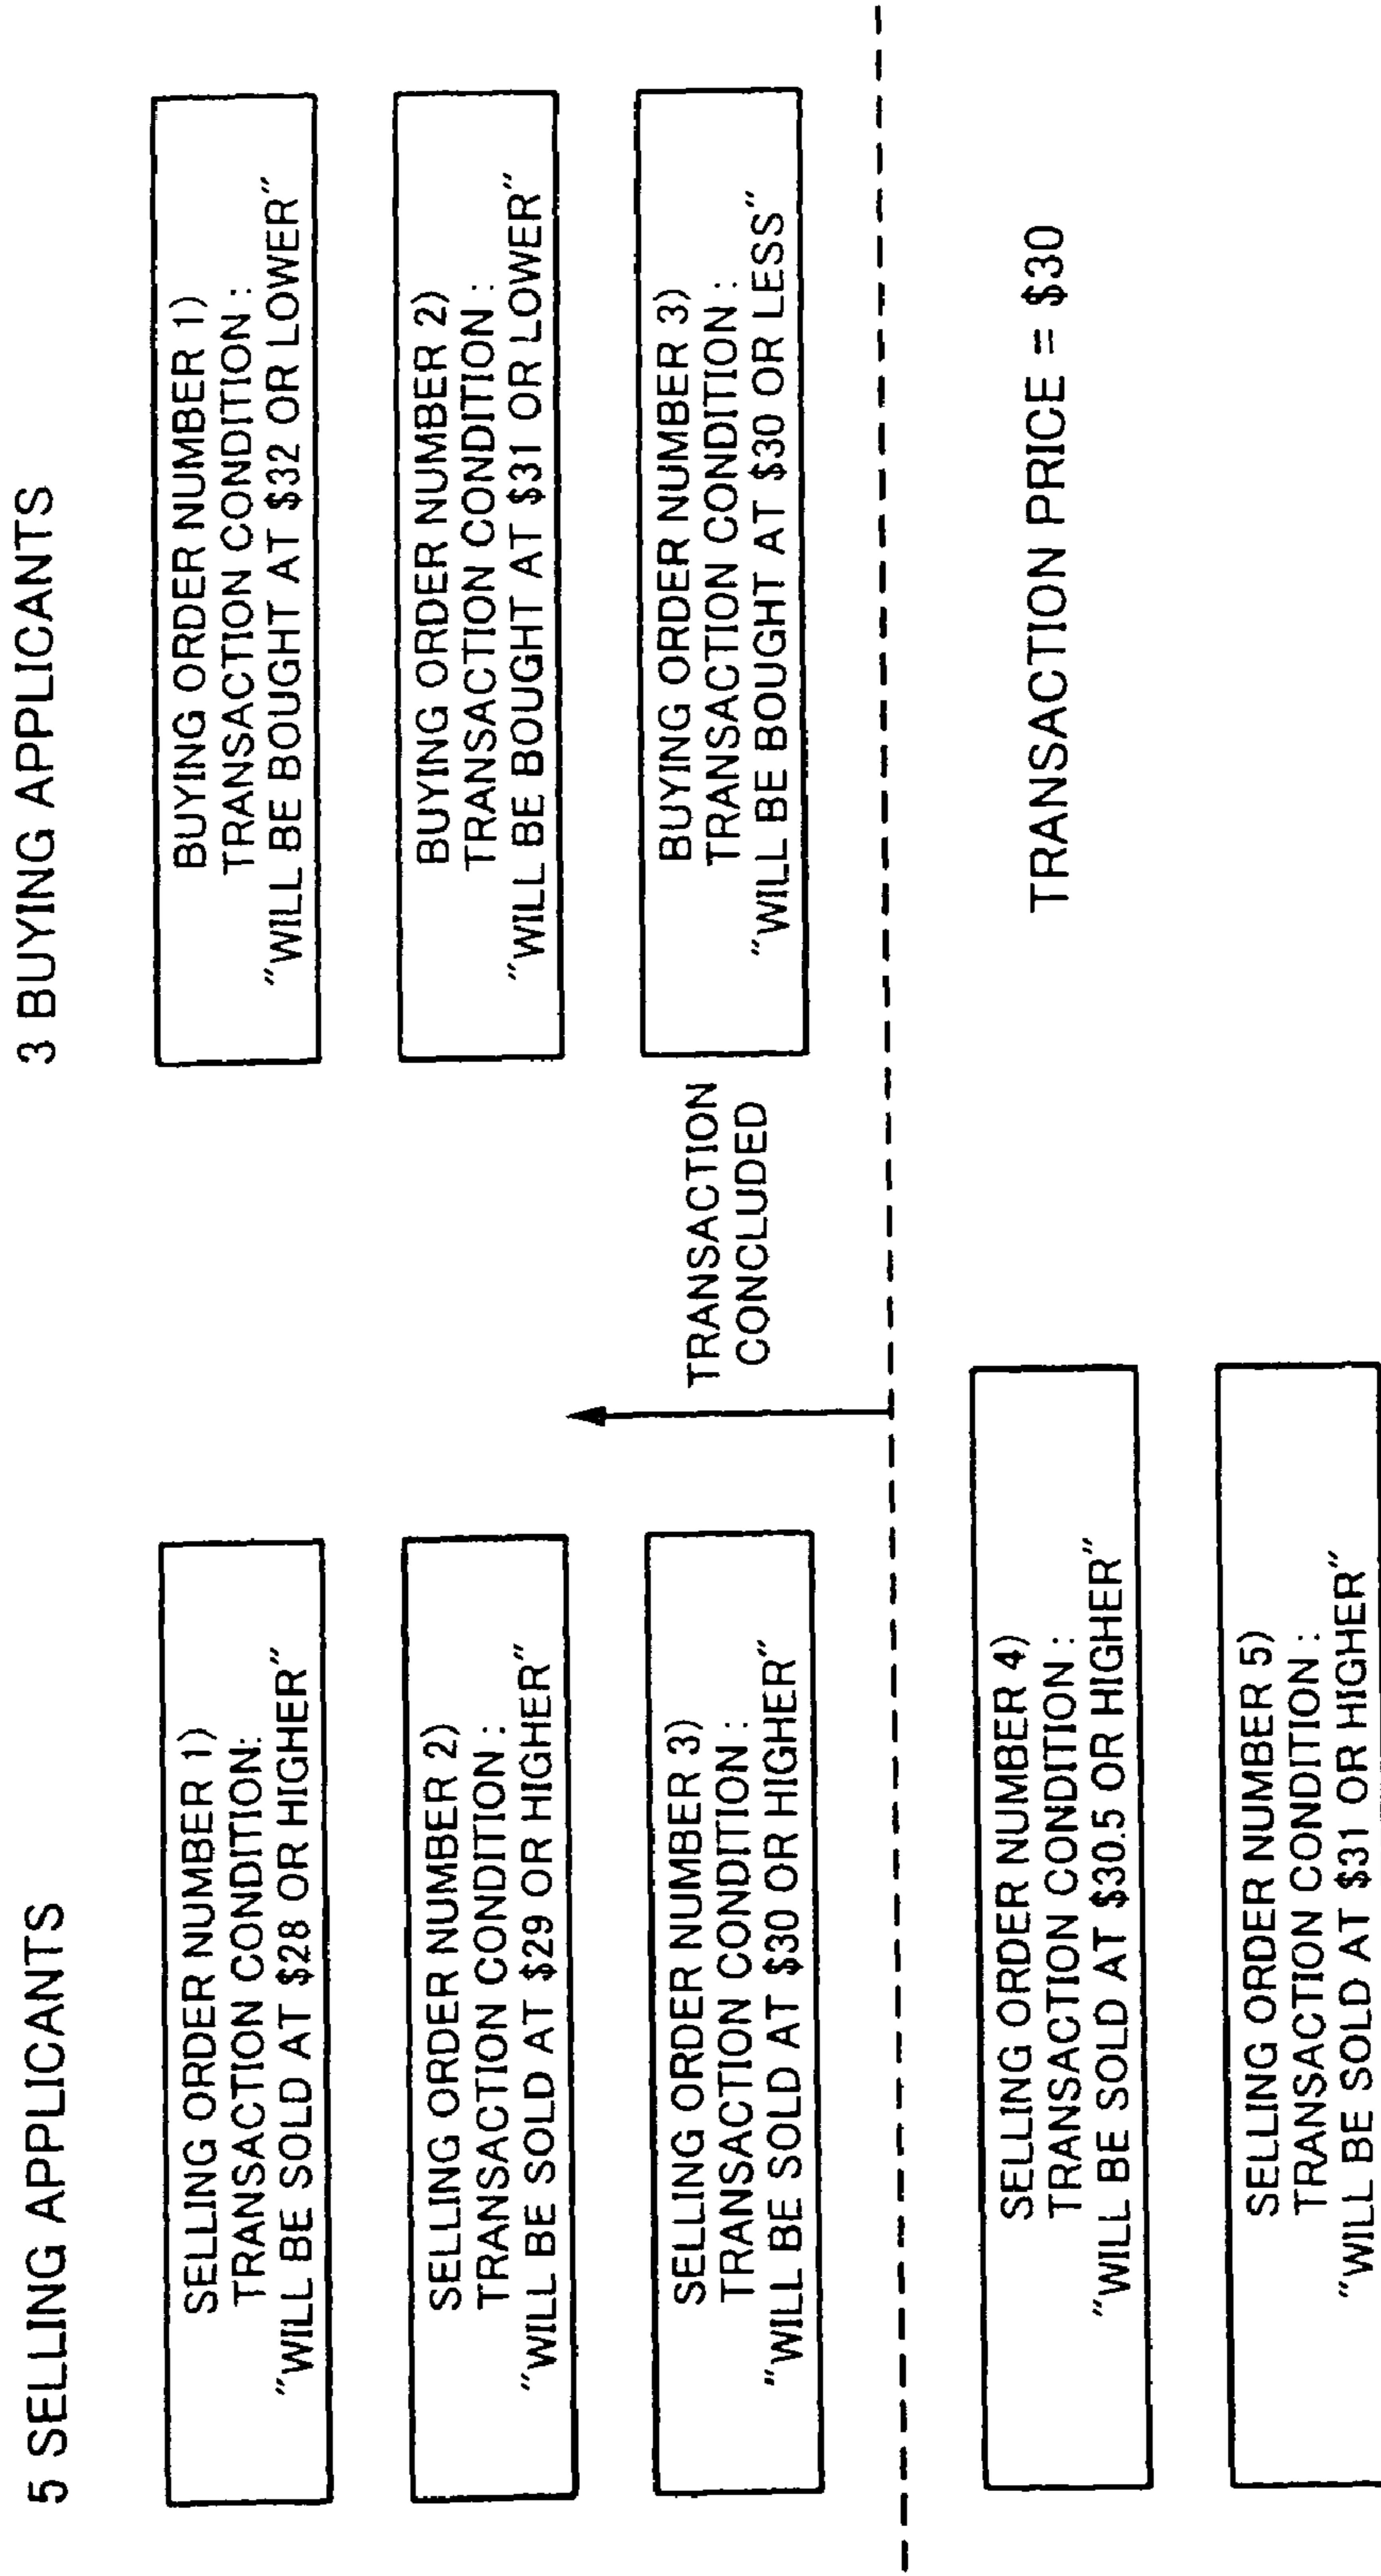 5 SELLING APPLICANTS
SELLING ORDER NUMBER 1)
TRANSACTION CONDITION:
"WILL BE SOLD AT $28 OR HIGHER"
SELLING ORDER NUMBER 2)
TRANSACTION CONDITION :
"WILL BE SOLD AT $29 OR HIGHER"
SELLING ORDER NUMBER 3)
TRANSACTION CONDITION :
"WILL BE SOLD AT $30 OR HIGHER"
SELLING ORDER NUMBER 4)
TRANSACTION CONDITION :
"WILL BE SOLD AT $30.5 OR HIGHER"
SELLING ORDER NUMBER 5)
TRANSACTION CONDITION :
"WILL BE SOLD AT $31 OR HIGHER"
TRANSACTION
CONCLUDED
3 BUYING APPLICANTS
BUYING ORDER NUMBER 1)
TRANSACTION CONDITION :
"WILL BE BOUGHT AT $32 OR LOWER"
BUYING ORDER NUMBER 2)
TRANSACTION CONDITION :
"WILL BE BOUGHT AT $31 OR LOWER"
BUYING ORDER NUMBER 3)
TRANSACTION CONDITION :
"WILL BE BOUGHT AT $30 OR LESS"
TRANSACTION PRICE = $30